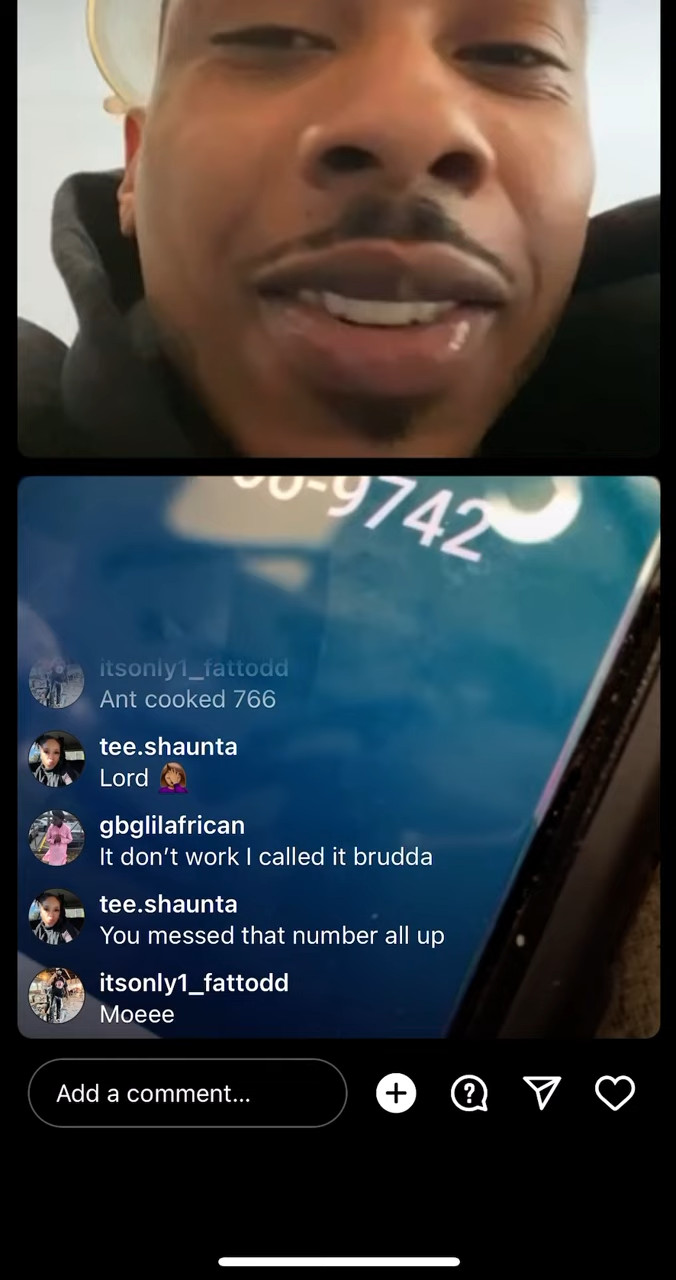 -9742
itsonly1_fattodd
Ant cooked 766
tee.shaunta
Lord 🤦🏽‍♀️
gbglilafrican
It don’t work I called it brudda
tee.shaunta
You messed that number all up
itsonly1_fattodd
Moeee
Add a comment...